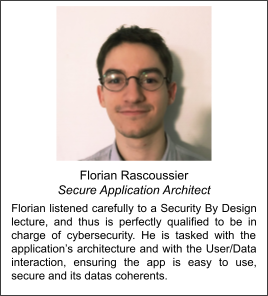 Florian Rascoussier
Secure Application Architect
Florian listened carefully to a Security By Design
lecture, and thus is perfectly qualified to be in
charge of cybersecurity. He is tasked with the
application's architecture and with the User/Data
interaction, ensuring the app is easy to use,
secure and its datas coherents.